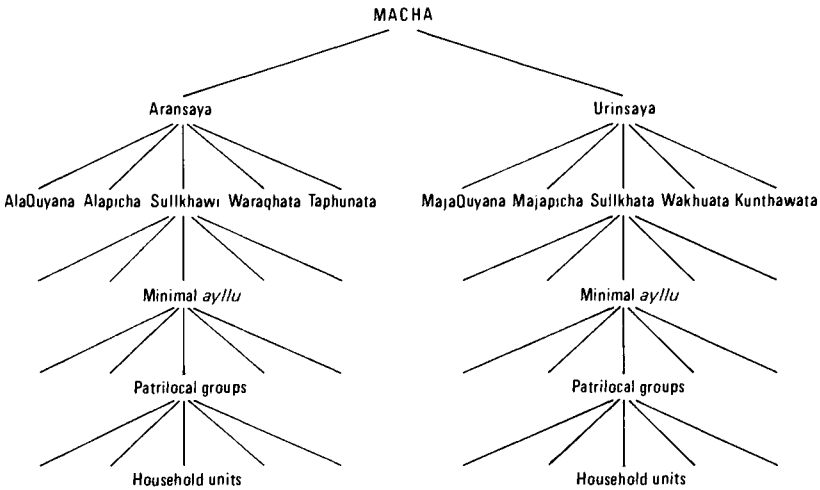 MACHA
Aransaya Urinsaya
AlaQuyana Alapicha Sullkhawi Waraqhata Taphunata MajaQuyana Majapicha Sullkhata Wakhuata Kunthawata
Minimal ayllu Minimal ayllu
Patrilocal groups Patrilocal groups
Household units Household units